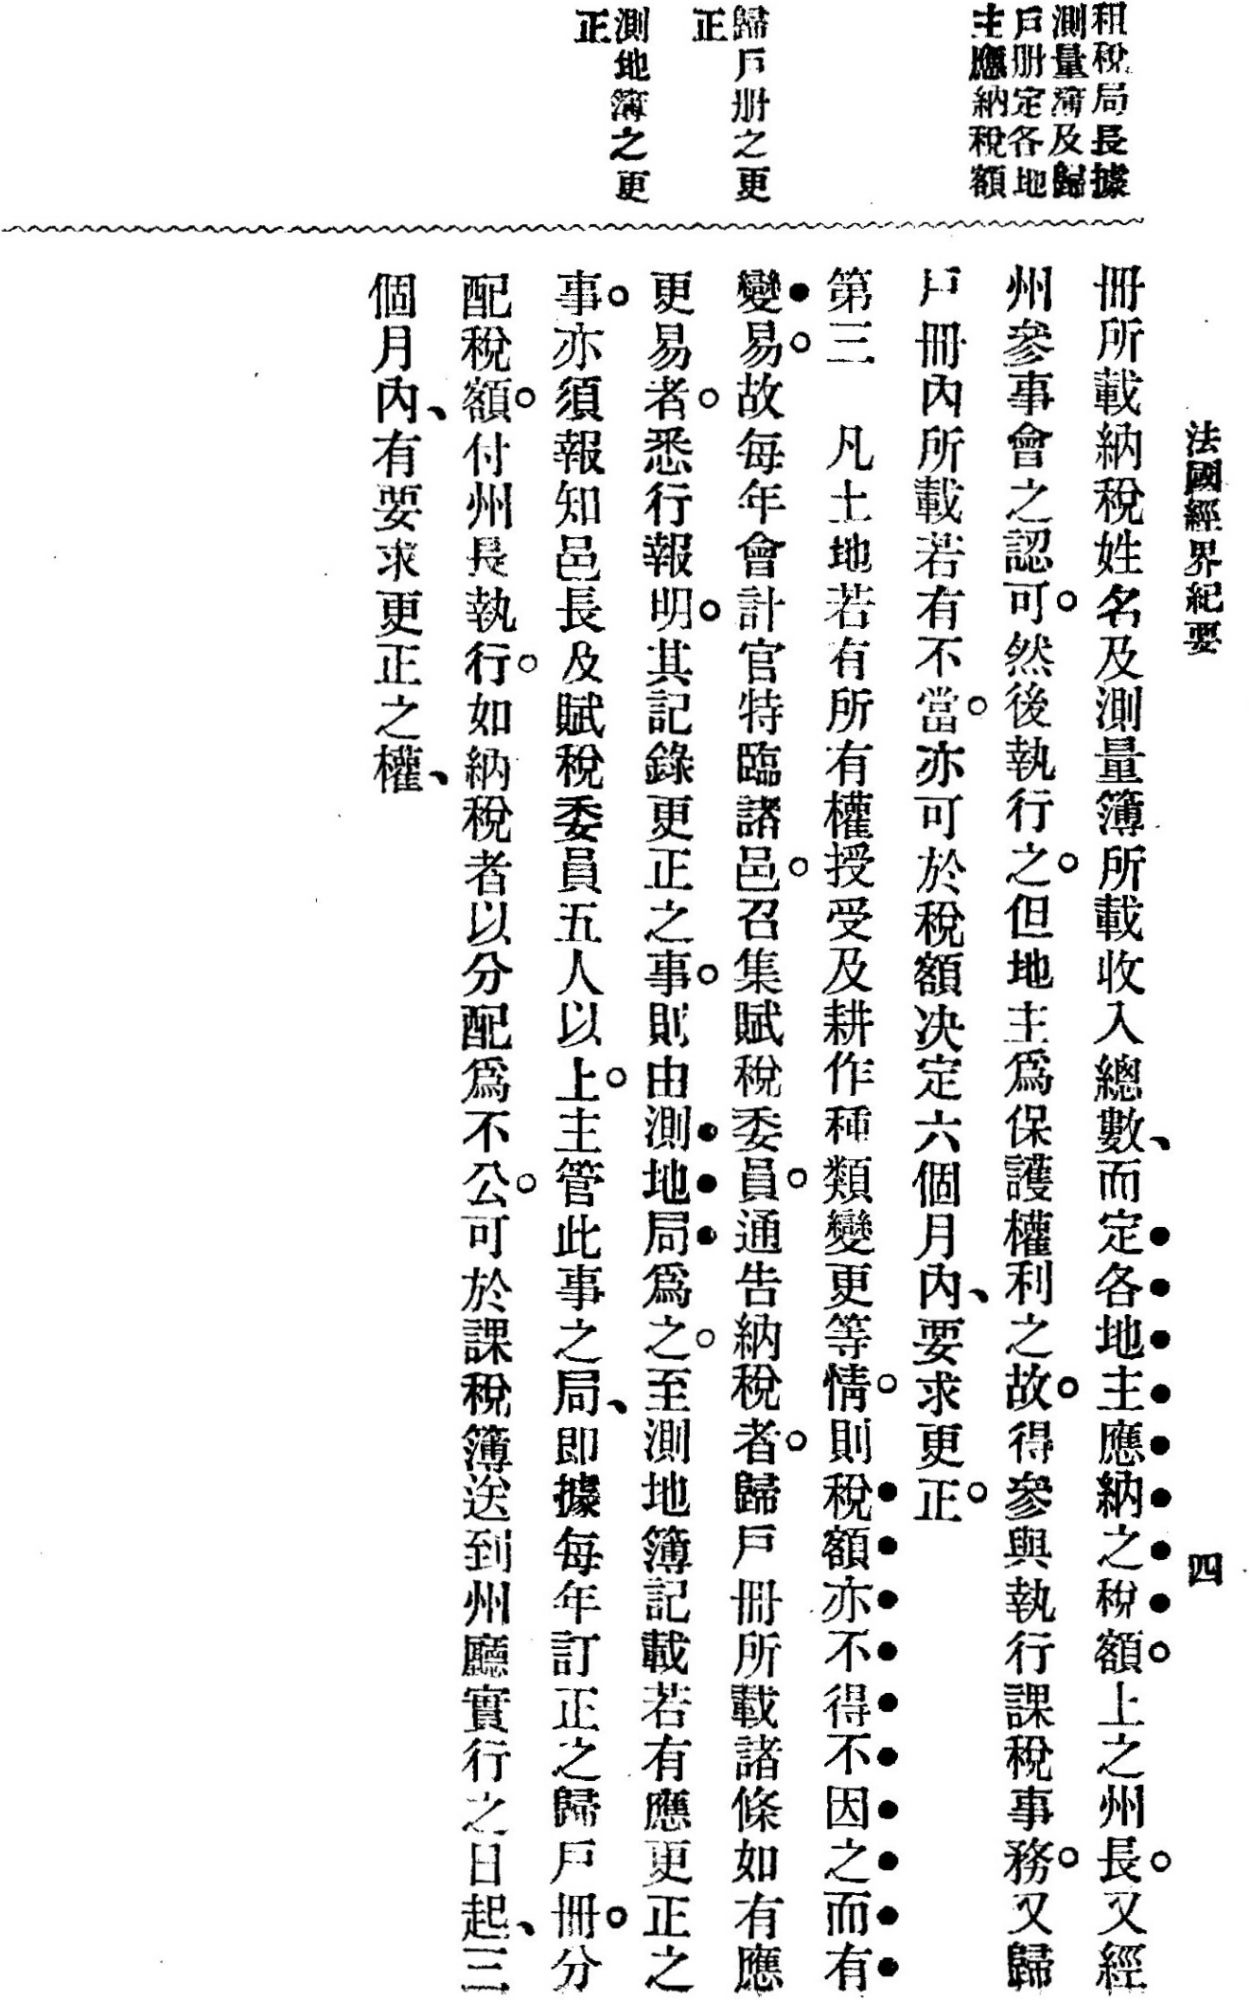 法國經界紀要
四
租稅局長據
測量簿及歸
戶册定各地
主應納稅額
歸戶册之更
正
測地簿之更
正
冊所載納稅姓名及測量簿所載收入總數、而定各地主應納之稅額。上之州長。又經
州參事會之認可。然後執行之。但地主爲保護權利之故。得參與執行課稅事務。又歸
戶冊內所載若有不當。亦可於稅額決定六個月內、要求更正。
第三 凡土地若有所有權授受及耕作種類變更等情。則稅額亦不得不因之而有
變易。故每年會計官特臨諸邑。召集賦稅委員。通告納稅者。歸戶冊所載諸條如有應
更易者。悉行報明。其記錄更正之事。則由測地局爲之。至測地簿記載若有應更正之
事。亦須報知邑長及賦稅委員五人以上。主管此事之局、即據每年訂正之歸戶冊。分
配稅額。付州長執行。如納稅者以分配爲不公。可於課稅簿送到州廳實行之日起、三
個月內、有要求更正之權、